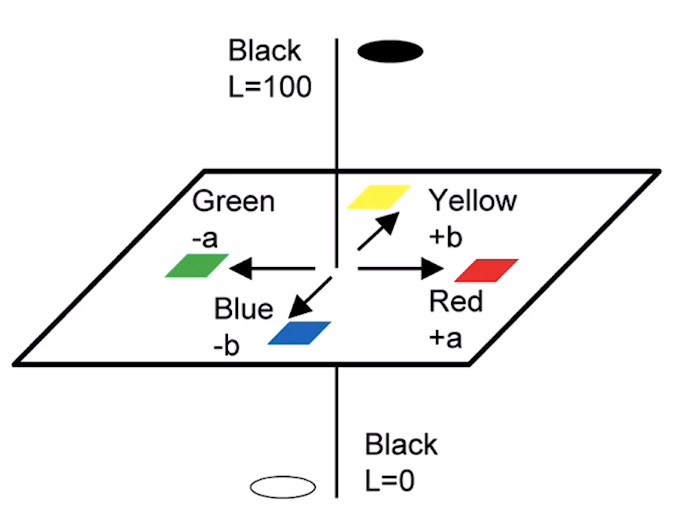 Black
L=100
Green
-a
Yellow
+b
Blue
-b
Red
+a
Black
L=0